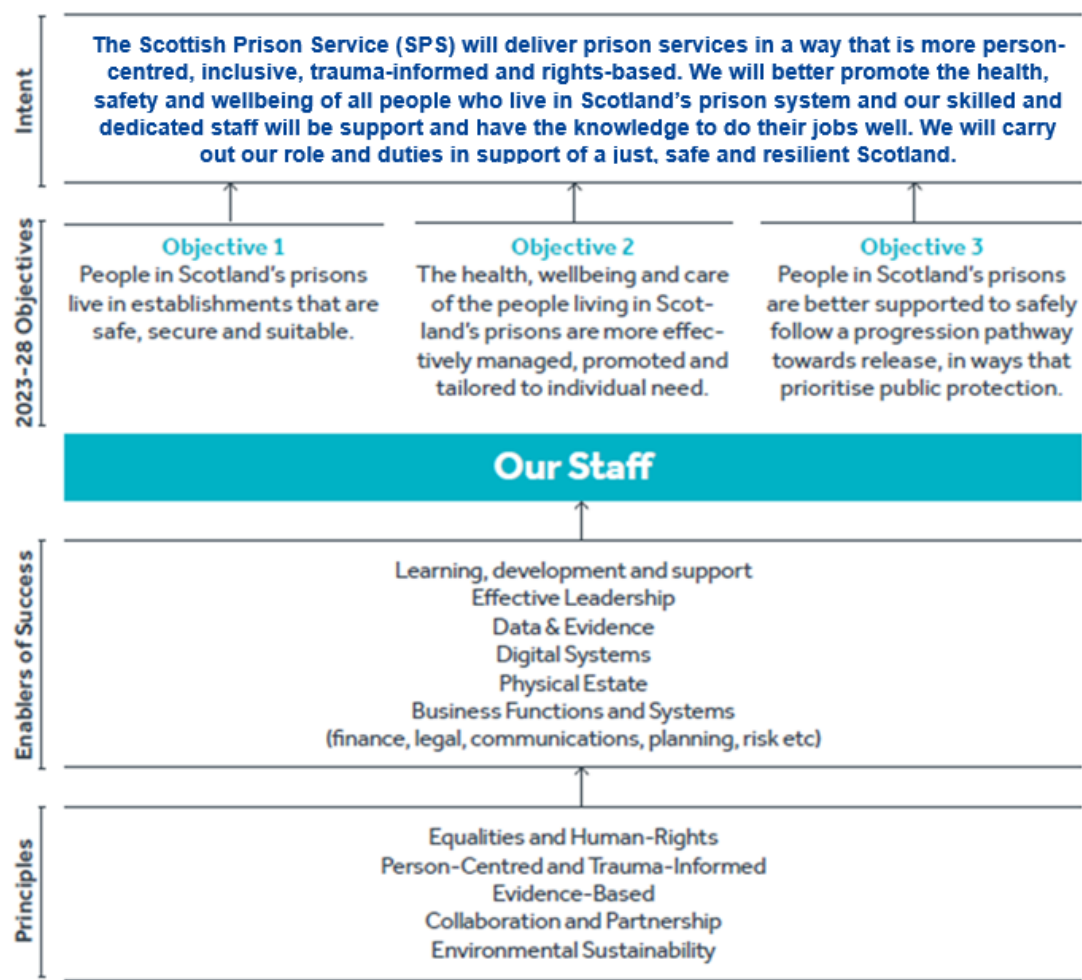 Intent
The Scottish Prison Service (SPS) will deliver prison services in a way that is more person-
centred, inclusive, trauma-informed and rights-based. We will better promote the health,
safety and wellbeing of all people who live in Scotland's prison system and our skilled and
dedicated staff will be support and have the knowledge to do their jobs well. We will carry
out our role and duties in support of a just, safe and resilient Scotland.
2023-28 Objectives
Objective 1
People in Scotland's prisons
live in establishments that are
safe, secure and suitable.
Objective 2
The health, wellbeing and care
of the people living in Scot-
land's prisons are more effec-
tively managed, promoted and
tailored to individual need.
Objective 3
People in Scotland's prisons
are better supported to safely
follow a progression pathway
towards release, in ways that
prioritise public protection.
Our Staff
Enablers of Success
Learning, development and support
Effective Leadership
Data & Evidence
Digital Systems
Physical Estate
Business Functions and Systems
(finance, legal, communications, planning, risk etc)
Principles
Equalities and Human-Rights
Person-Centred and Trauma-Informed
Evidence-Based
Collaboration and Partnership
Environmental Sustainability